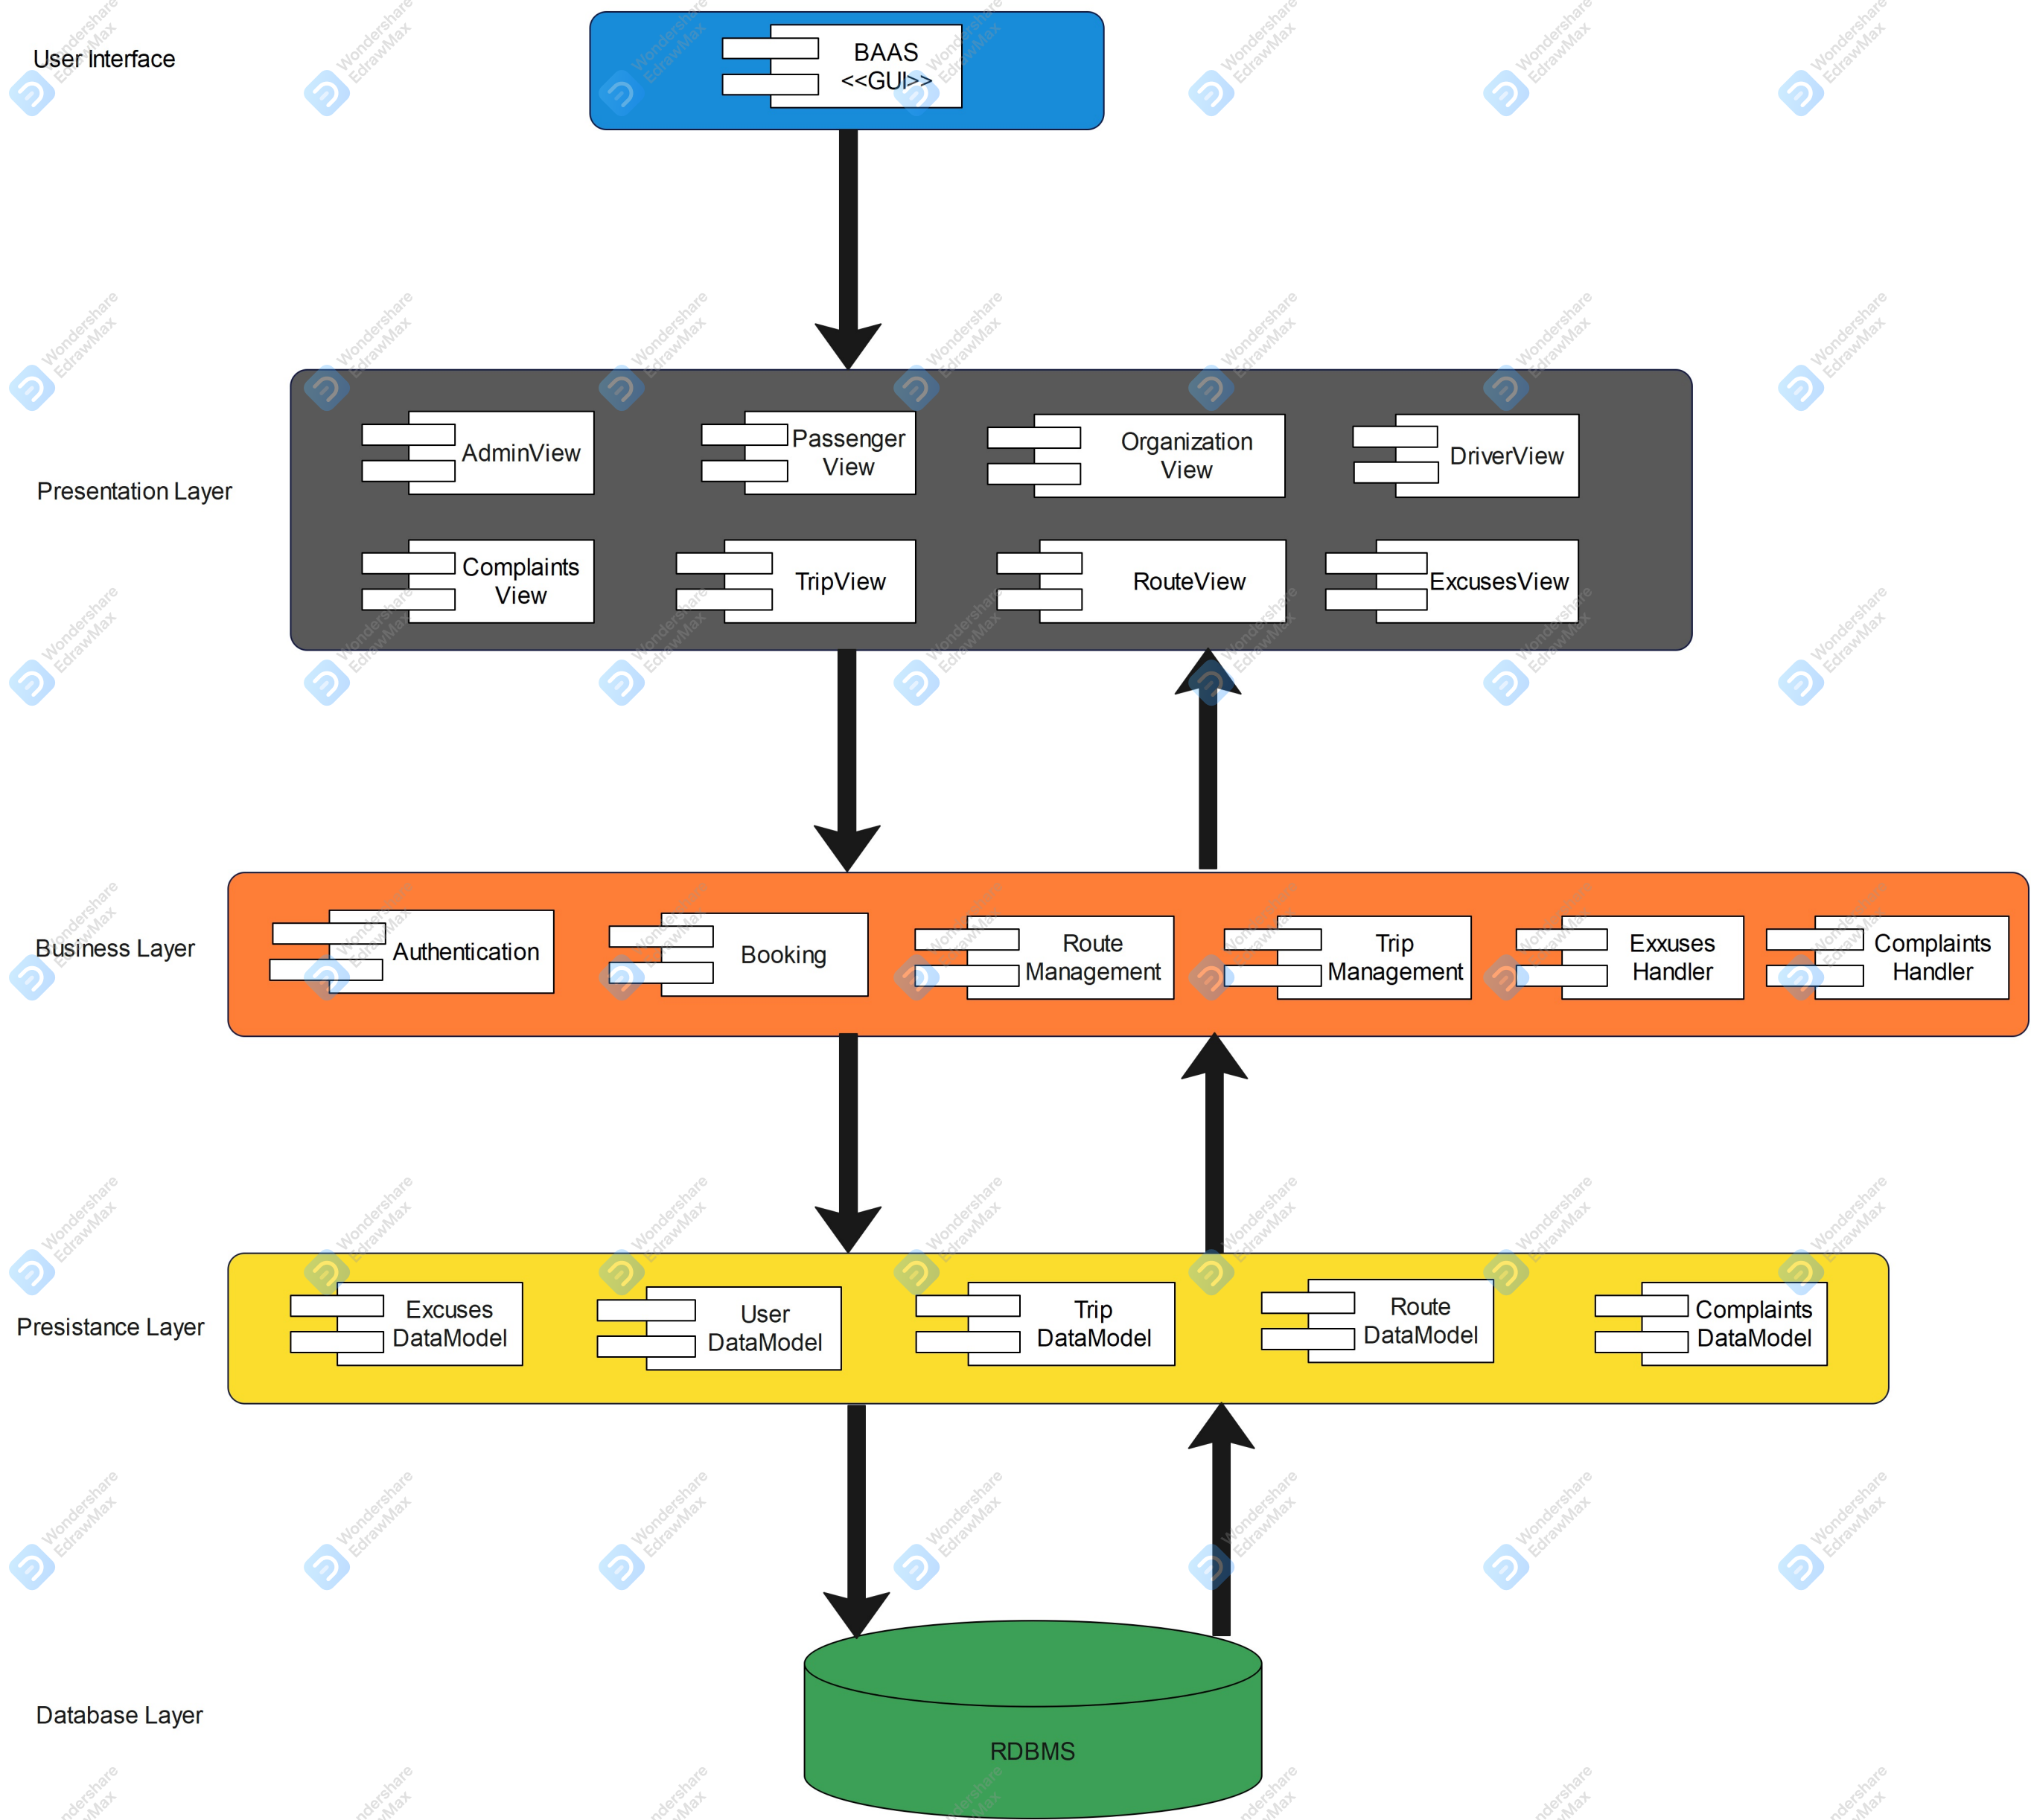 User Interface
BAAS
<<GUI>>
Presentation Layer
AdminView
Passenger
View
Organization
View
DriverView
Complaints
View
TripView
RouteView
ExcusesView
Business Layer
Authentication
Booking
Route
Management
Trip
Management
Exxuses
Handler
Complaints
Handler
Presistance Layer
Excuses
DataModel
User
DataModel
Trip
DataModel
Route
DataModel
Complaints
DataModel
Database Layer
RDBMS
Wondershare
EdrawMax